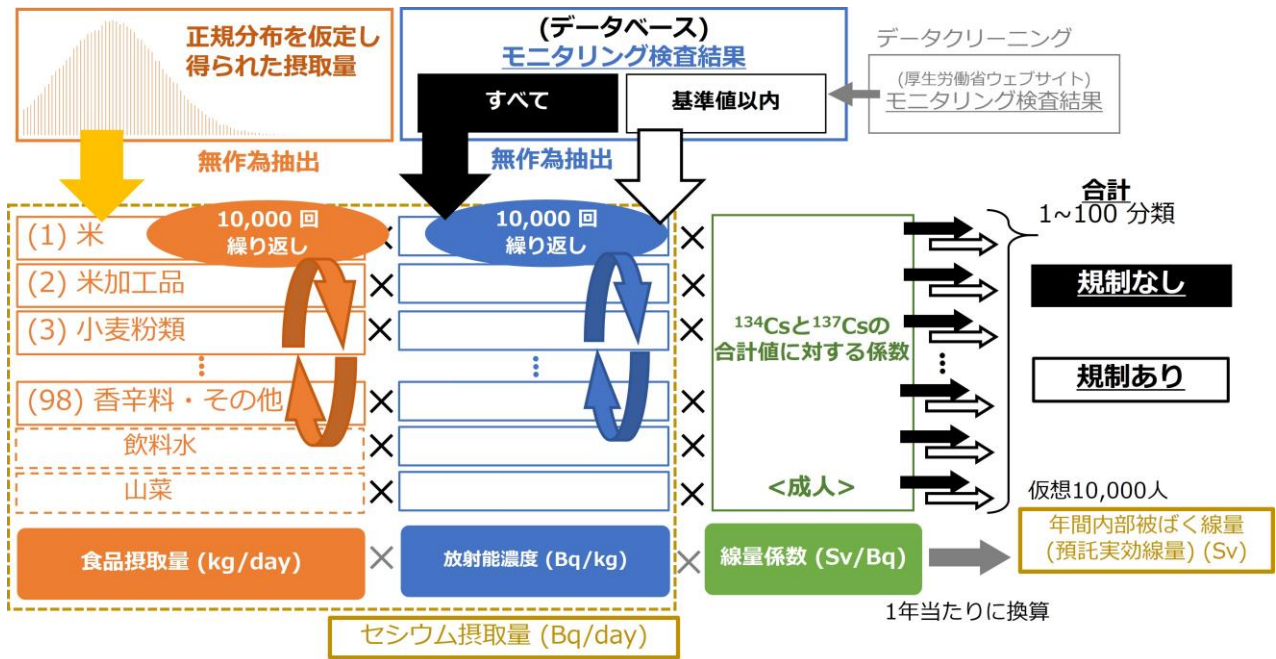 正規分布を仮定し
得られた摂取量
(データベース)
モニタリング検査結果
すべて
基準値以内
データクリーニング
(厚生労働省ウェブサイト)
モニタリング検査結果
無作為抽出
無作為抽出
10,000 回
繰り返し
10,000 回
繰り返し
(1) 米
×
×
(2) 米加工品
×
×
(3) 小麦粉類
×
×
⋮
⋮
(98) 香辛料・その他
×
×
飲料水
×
×
山菜
×
×
134Csと137Csの
合計値に対する係数
<成人>
⋮
合計
1~100 分類
規制なし
規制あり
仮想10,000人
食品摂取量 (kg/day)
×
放射能濃度 (Bq/kg)
×
線量係数 (Sv/Bq)
年間内部被ばく線量
(預託実効線量) (Sv)
1年当たりに換算
セシウム摂取量 (Bq/day)